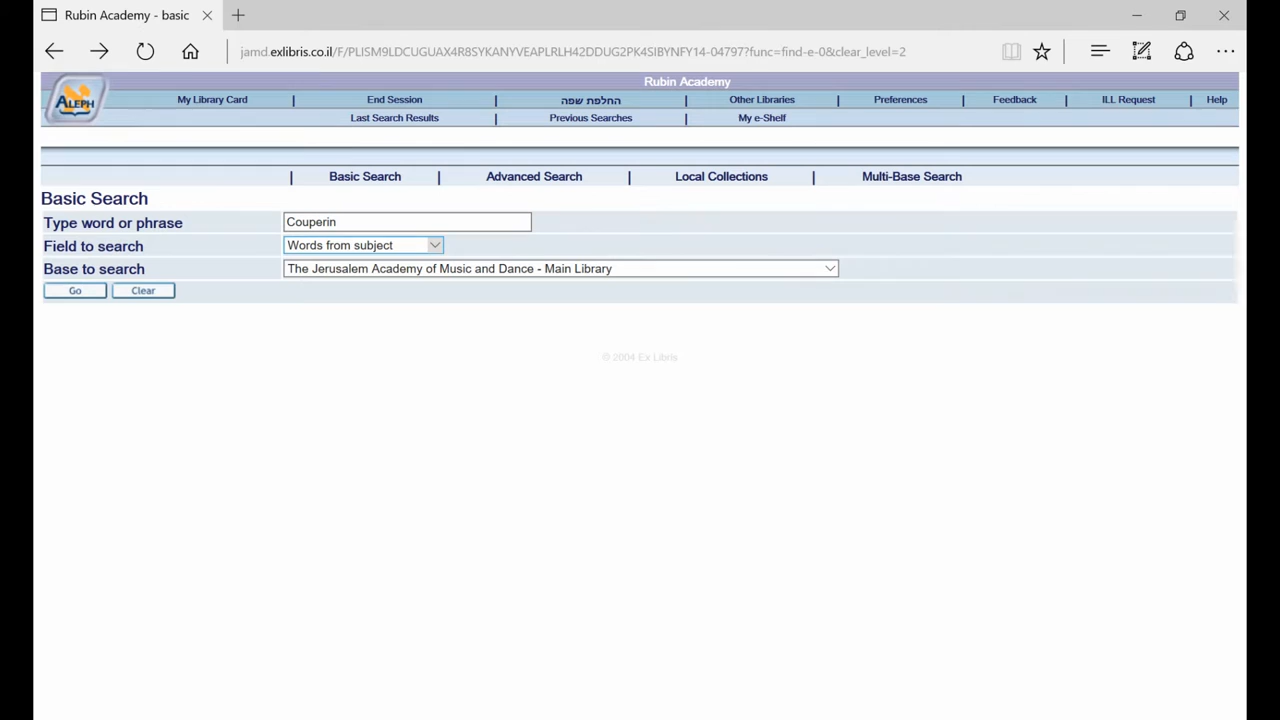 Rubin Academy - basic
jamd.exlibris.co.il/F/PLISM9LDCUGUAX4R8SYKANYVEAPLRLH42DDUG2PK4SIBYNFY14-04797?func=find-e-0&clear_level=2
Rubin Academy
ALEPH
My Library Card | End Session | החלפת שפה | Other Libraries | Preferences | Feedback | ILL Request | Help
Last Search Results | Previous Searches | My e-Shelf
| Basic Search | Advanced Search | Local Collections | Multi-Base Search
Basic Search
Type word or phrase Couperin
Field to search Words from subject
Base to search The Jerusalem Academy of Music and Dance - Main Library
Go Clear
© 2004 Ex Libris